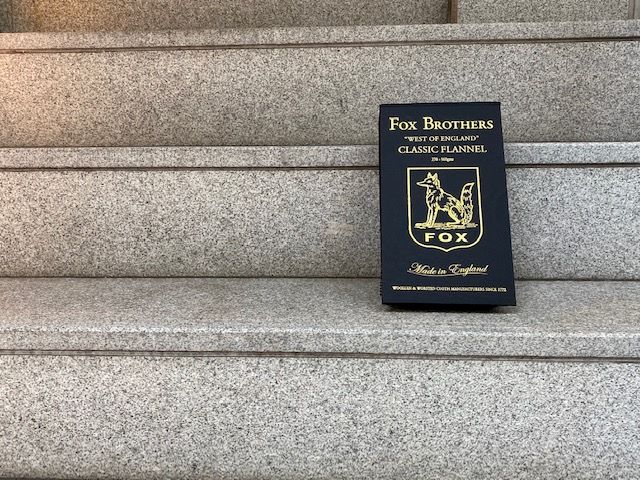 FOX BROTHERS
"WEST OF ENGLAND"
CLASSIC FLANNEL
FOX
Made in England
WOOLLEN & WORSTED CLOTH MANUFACTURERS SINCE 1772